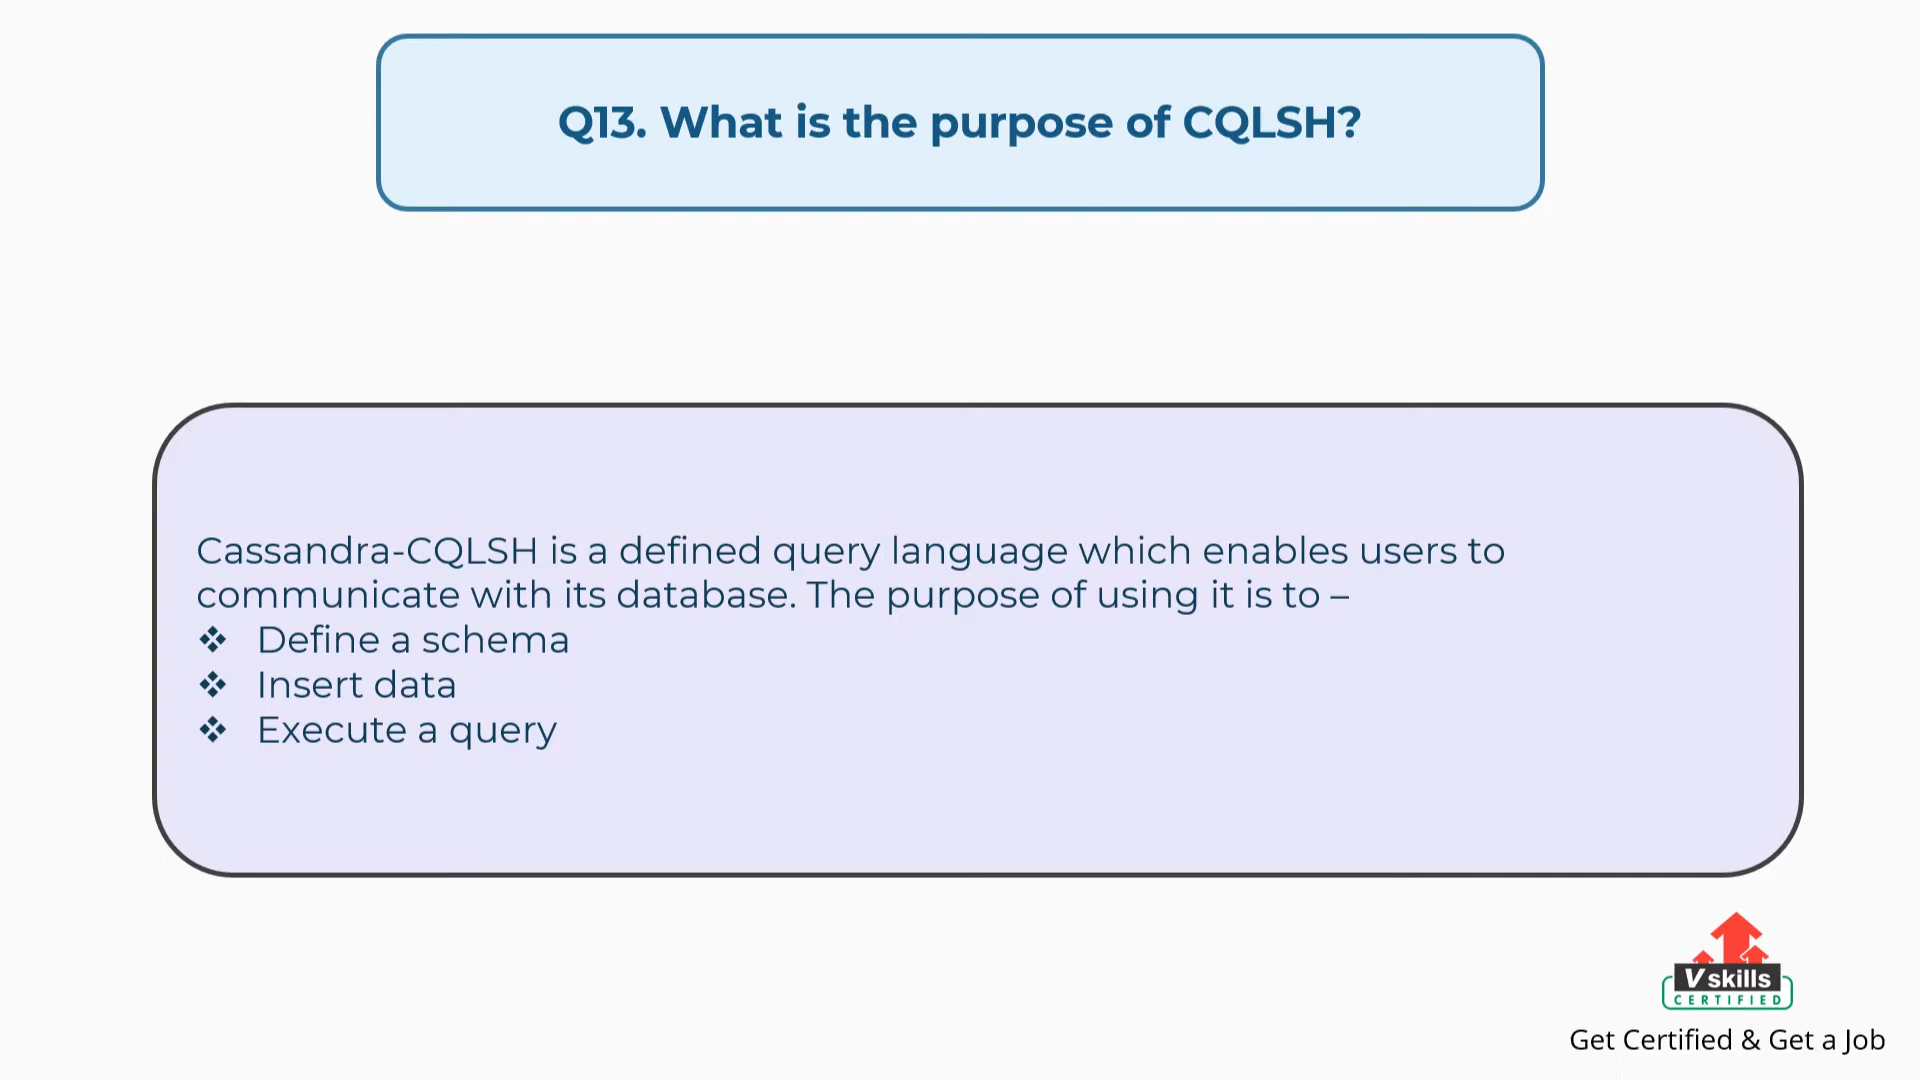 Q13. What is the purpose of CQLSH?
Cassandra-CQLSH is a defined query language which enables users to
communicate with its database. The purpose of using it is to –
❖ Define a schema
❖ Insert data
❖ Execute a query
Vskills
CERTIFIED
Get Certified & Get a Job